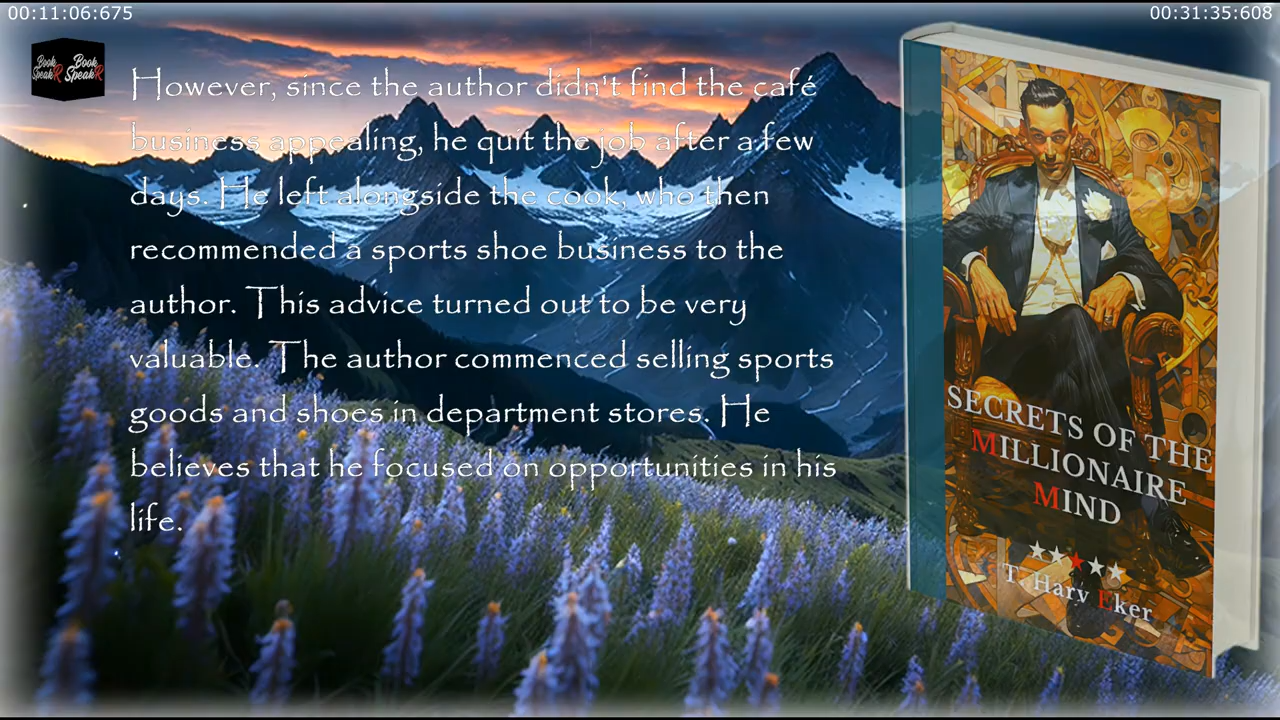 00:11:06:675
00:31:35:608
Book Book
SpeakR SpeakR
However, since the author didn't find the café
business appealing, he quit the job after a few
days. He left alongside the cook, who then
recommended a sports shoe business to the
author. This advice turned out to be very
valuable. The author commenced selling sports
goods and shoes in department stores. He
believes that he focused on opportunities in his
life.
SECRETS OF THE
MILLIONAIRE
MIND
T. Harv Eker